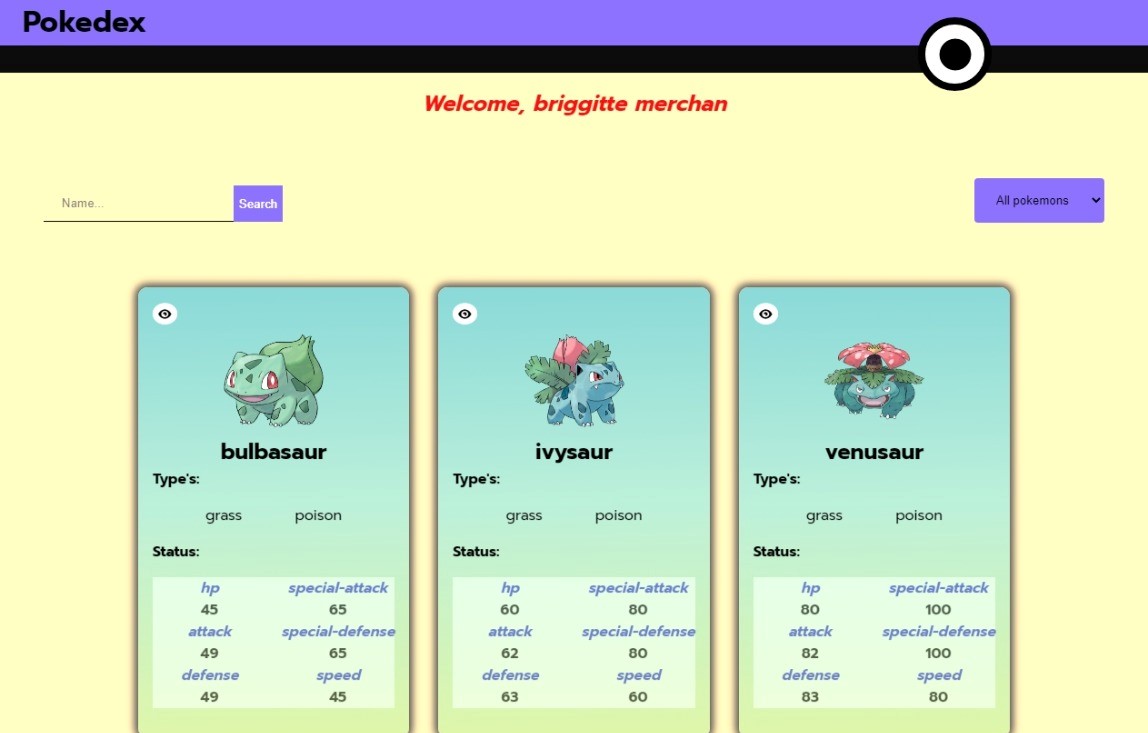 Pokedex
Welcome, briggitte merchan
Name... Search All pokemons
bulbasaur ivysaur venusaur
Type's: Type's: Type's:
grass poison grass poison grass poison
Status: Status: Status:
hp special-attack hp special-attack hp special-attack
45 65 60 80 80 100
attack special-defense attack special-defense attack special-defense
49 65 62 80 82 100
defense speed defense speed defense speed
49 45 63 60 83 80